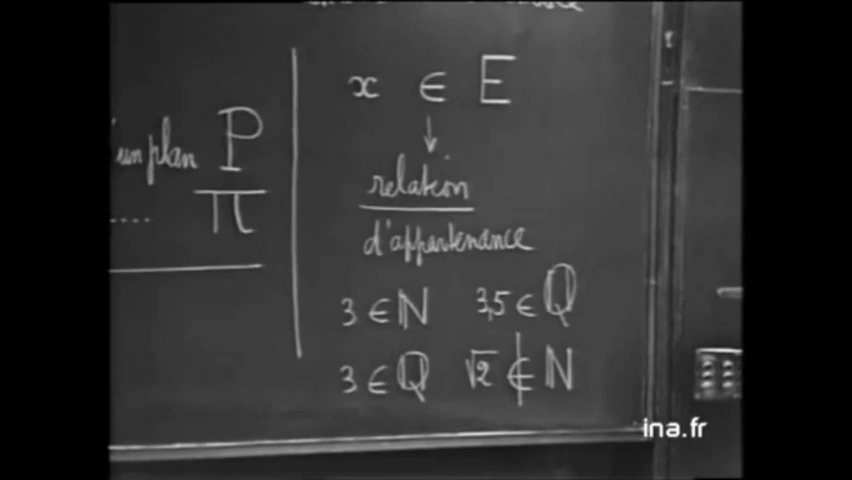 'un plan P
.....
π
x ∈ E
↓
relation
d'appartenance
3 ∈ ℕ 3,5 ∈ ℚ
3 ∈ ℚ √2 ∉ ℕ
ina.fr